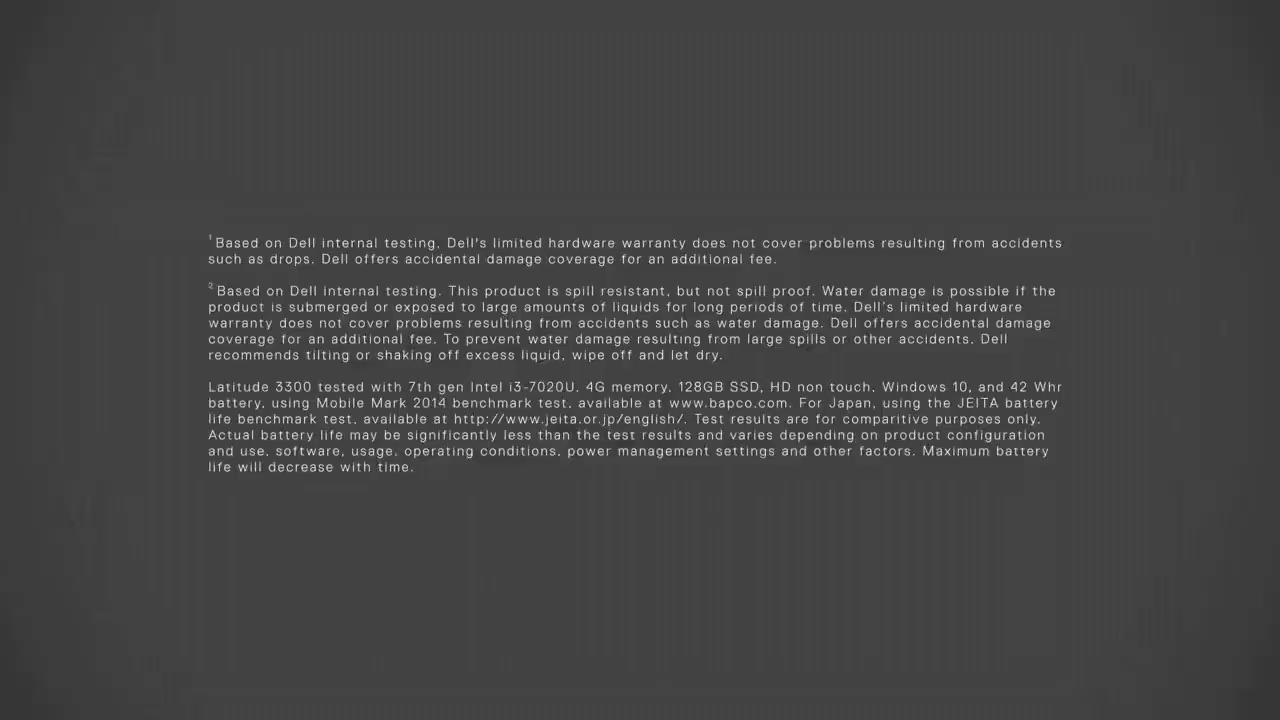 ¹Based on Dell internal testing. Dell's limited hardware warranty does not cover problems resulting from accidents
such as drops. Dell offers accidental damage coverage for an additional fee.
²Based on Dell internal testing. This product is spill resistant, but not spill proof. Water damage is possible if the
product is submerged or exposed to large amounts of liquids for long periods of time. Dell's limited hardware
warranty does not cover problems resulting from accidents such as water damage. Dell offers accidental damage
coverage for an additional fee. To prevent water damage resulting from large spills or other accidents, Dell
recommends tilting or shaking off excess liquid, wipe off and let dry.
Latitude 3300 tested with 7th gen Intel i3-7020U, 4G memory, 128GB SSD, HD non touch, Windows 10, and 42 Whr
battery, using Mobile Mark 2014 benchmark test, available at www.bapco.com. For Japan, using the JEITA battery
life benchmark test, available at http://www.jeita.or.jp/english/. Test results are for comparitive purposes only.
Actual battery life may be significantly less than the test results and varies depending on product configuration
and use, software, usage, operating conditions, power management settings and other factors. Maximum battery
life will decrease with time.